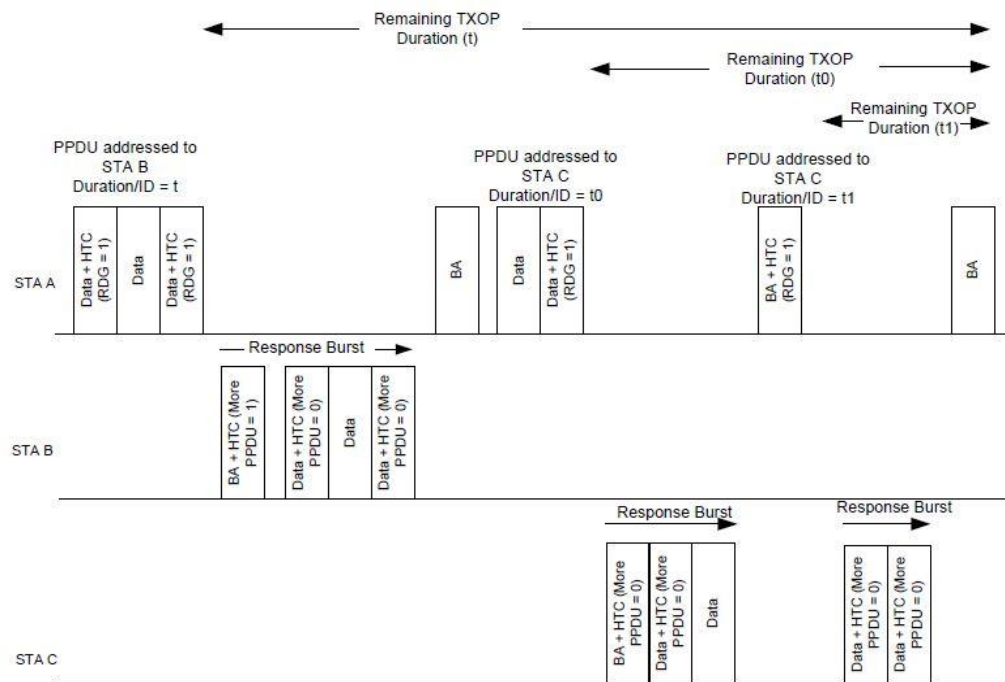 Remaining TXOP
Duration (t)
Remaining TXOP
Duration (t0)
Remaining TXOP
Duration (t1)
PPDU addressed to
STA B
Duration/ID = t
PPDU addressed to
STA C
Duration/ID = t0
PPDU addressed to
STA C
Duration/ID = t1
STA A
Data + HTC
(RDG = 1)
Data
Data + HTC
(RDG = 1)
BA
Data
Data + HTC
(RDG = 1)
BA + HTC
(RDG = 1)
BA
Response Burst
STA B
BA + HTC (More
PPDU = 1)
Data + HTC (More
PPDU = 0)
Data
Data + HTC (More
PPDU = 0)
Response Burst
Response Burst
STA C
BA + HTC (More
PPDU = 0)
Data + HTC (More
PPDU = 0)
Data
Data + HTC (More
PPDU = 0)
Data + HTC (More
PPDU = 0)